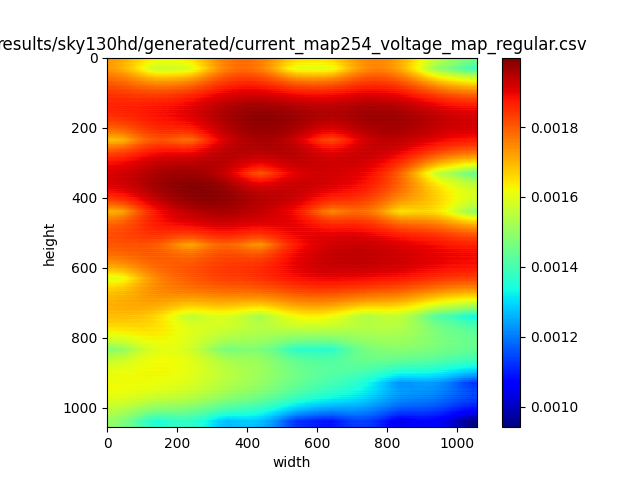 results/sky130hd/generated/current_map254_voltage_map_regular.csv
0
200
400
600
800
1000
height
0 200 400 600 800 1000
width
0.0018
0.0016
0.0014
0.0012
0.0010